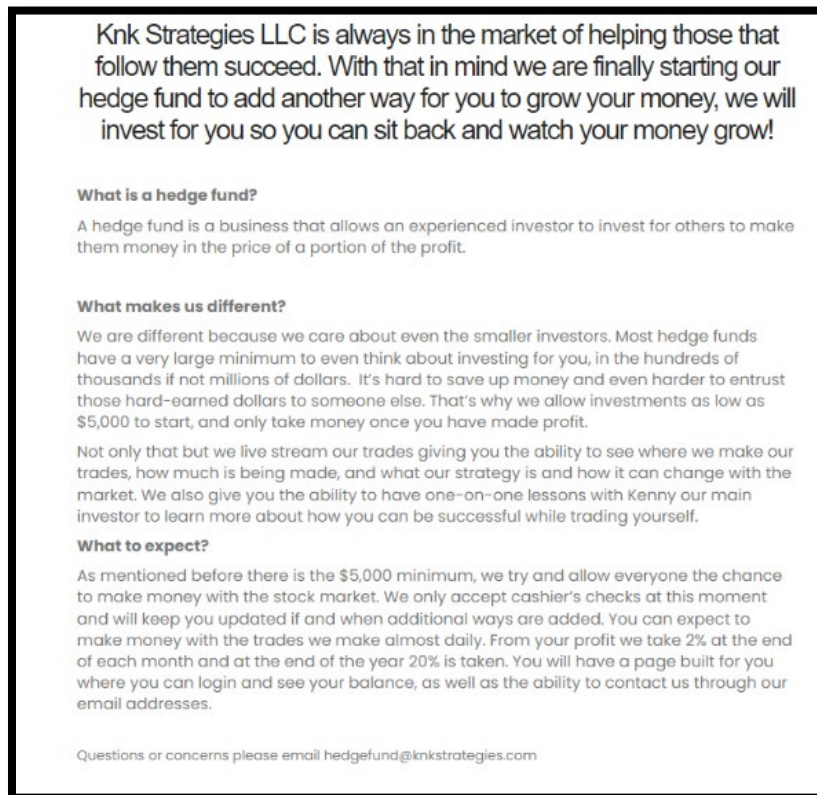 Knk Strategies LLC is always in the market of helping those that
follow them succeed. With that in mind we are finally starting our
hedge fund to add another way for you to grow your money, we will
invest for you so you can sit back and watch your money grow!
What is a hedge fund?
A hedge fund is a business that allows an experienced investor to invest for others to make
them money in the price of a portion of the profit.
What makes us different?
We are different because we care about even the smaller investors. Most hedge funds
have a very large minimum to even think about investing for you, in the hundreds of
thousands if not millions of dollars. It's hard to save up money and even harder to entrust
those hard-earned dollars to someone else. That's why we allow investments as low as
$5,000 to start, and only take money once you have made profit.
Not only that but we live stream our trades giving you the ability to see where we make our
trades, how much is being made, and what our strategy is and how it can change with the
market. We also give you the ability to have one-on-one lessons with Kenny our main
investor to learn more about how you can be successful while trading yourself.
What to expect?
As mentioned before there is the $5,000 minimum, we try and allow everyone the chance
to make money with the stock market. We only accept cashier's checks at this moment
and will keep you updated if and when additional ways are added. You can expect to
make money with the trades we make almost daily. From your profit we take 2% at the end
of each month and at the end of the year 20% is taken. You will have a page built for you
where you can login and see your balance, as well as the ability to contact us through our
email addresses.
Questions or concerns please email hedgefund@knkstrategies.com